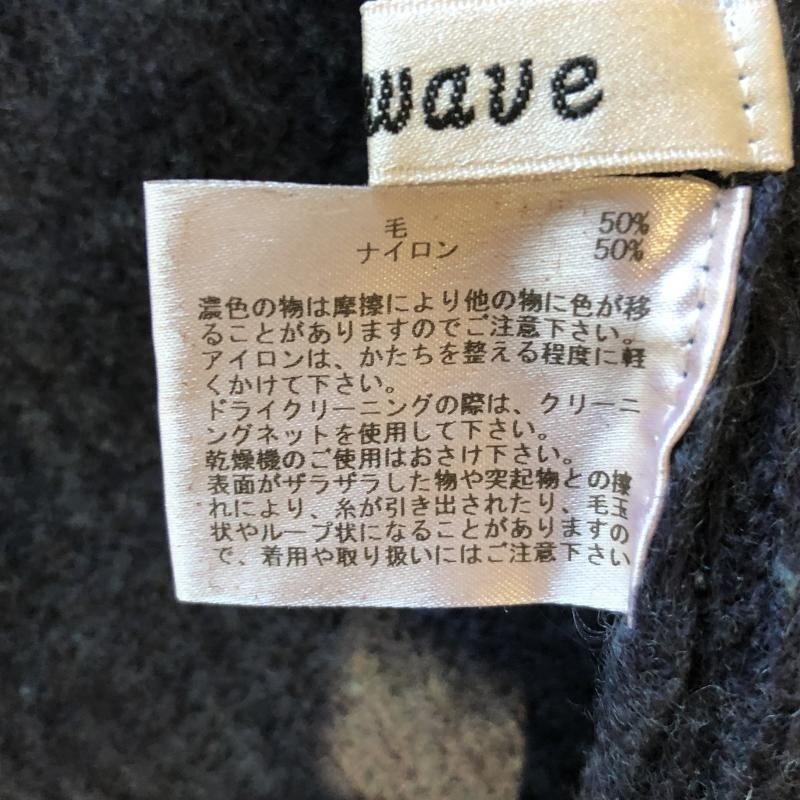 wave
毛 50%
ナイロン 50%
濃色の物は摩擦により他の物に色が移
ることがありますのでご注意下さい。
アイロンは、かたちを整える程度に軽
くかけて下さい。
ドライクリーニングの際は、クリーニ
ングネットを使用して下さい。
乾燥機のご使用はおさけ下さい。
表面がザラザラした物や突起物との擦
れにより、糸が引き出されたり、毛玉
状やループ状になることがありますの
で、着用や取り扱いにはご注意下さい